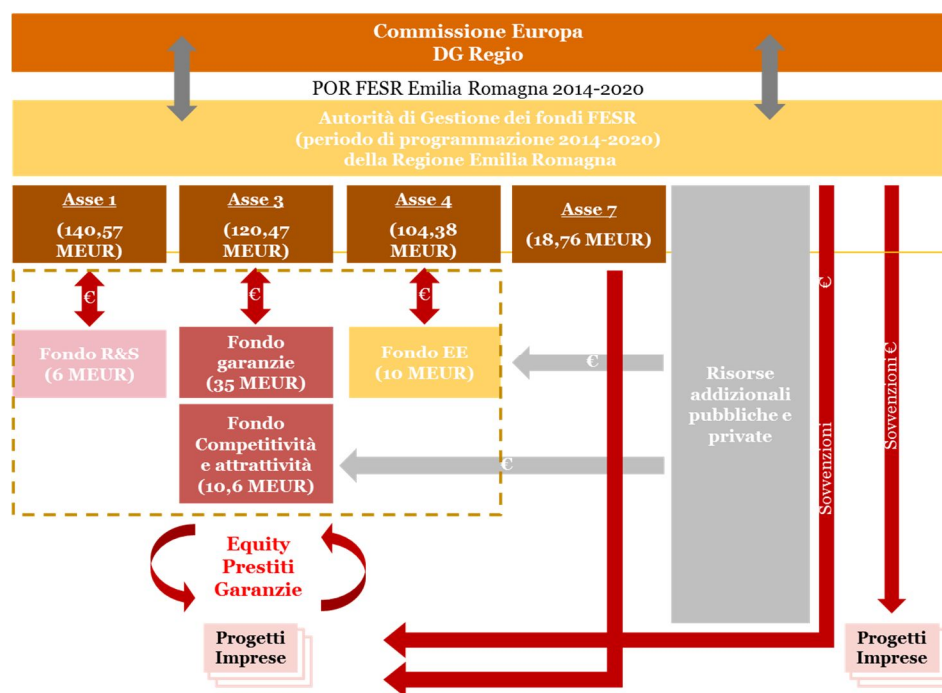 Commissione Europa
DG Regio
POR FESR Emilia Romagna 2014-2020
Autorità di Gestione dei fondi FESR
(periodo di programmazione 2014-2020)
della Regione Emilia Romagna
Asse 1
(140,57
MEUR)
Asse 3
(120,47
MEUR)
Asse 4
(104,38
MEUR)
Asse 7
(18,76 MEUR)
€
€
€
€
Fondo R&S
(6 MEUR)
Fondo
garanzie
(35 MEUR)
Fondo EE
(10 MEUR)
€
Risorse
addizionali
pubbliche e
private
Sovvenzioni
Sovvenzioni €
Fondo
Competitività
e attrattività
(10,6 MEUR)
€
Equity
Prestiti
Garanzie
Progetti
Imprese
Progetti
Imprese